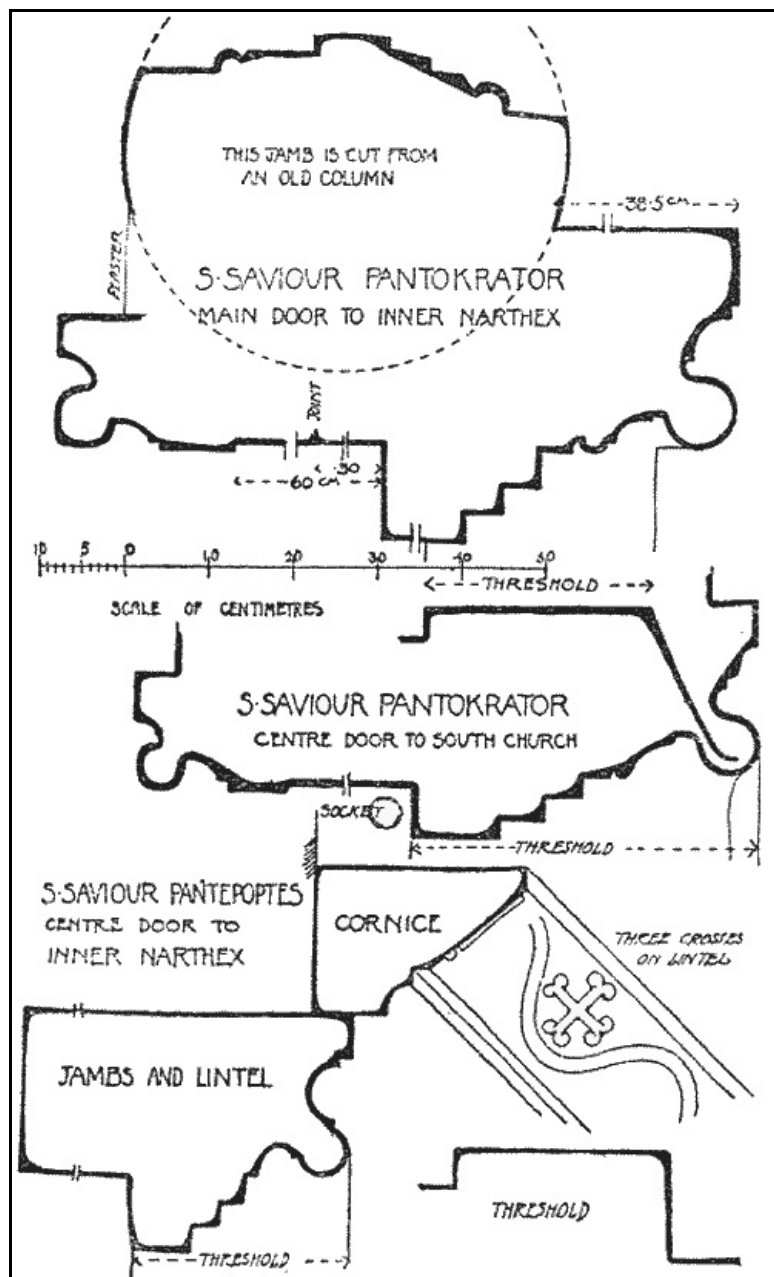 THIS JAMB IS CUT FROM
AN OLD COLUMN
38·5 CM
PLASTER
S·SAVIOUR PANTOKRATOR
MAIN DOOR TO INNER NARTHEX
JOINT
30
60 CM
10 5 0 10 20 30 40 50
SCALE OF CENTIMETRES
THRESHOLD
S·SAVIOUR PANTOKRATOR
CENTRE DOOR TO SOUTH CHURCH
SOCKET
THRESHOLD
S·SAVIOUR PANTEPOPTES
CENTRE DOOR TO
INNER NARTHEX
CORNICE
THREE CROSSES
ON LINTEL
JAMBS AND LINTEL
THRESHOLD
THRESHOLD